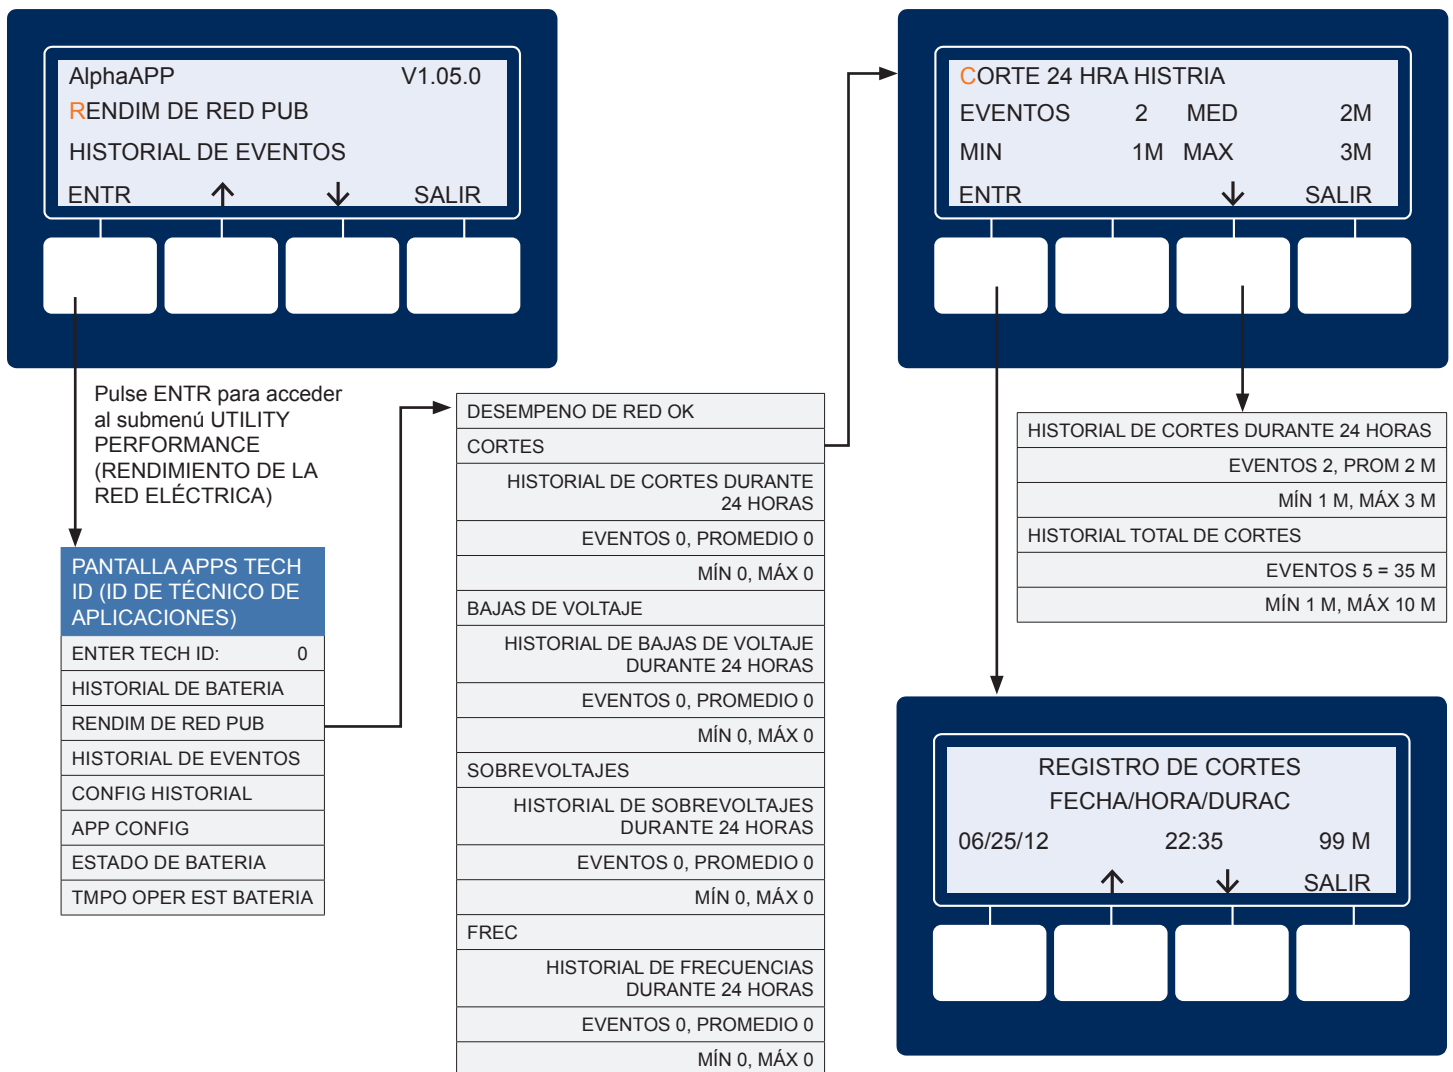 AlphaAPP V1.05.0
RENDIM DE RED PUB
HISTORIAL DE EVENTOS
ENTR ↑ ↓ SALIR
Pulse ENTR para acceder
al submenú UTILITY
PERFORMANCE
(RENDIMIENTO DE LA
RED ELÉCTRICA)
PANTALLA APPS TECH
ID (ID DE TÉCNICO DE
APLICACIONES)
ENTER TECH ID: 0
HISTORIAL DE BATERIA
RENDIM DE RED PUB
HISTORIAL DE EVENTOS
CONFIG HISTORIAL
APP CONFIG
ESTADO DE BATERIA
TMPO OPER EST BATERIA
DESEMPENO DE RED OK
CORTES
HISTORIAL DE CORTES DURANTE
24 HORAS
EVENTOS 0, PROMEDIO 0
MÍN 0, MÁX 0
BAJAS DE VOLTAJE
HISTORIAL DE BAJAS DE VOLTAJE
DURANTE 24 HORAS
EVENTOS 0, PROMEDIO 0
MÍN 0, MÁX 0
SOBREVOLTAJES
HISTORIAL DE SOBREVOLTAJES
DURANTE 24 HORAS
EVENTOS 0, PROMEDIO 0
MÍN 0, MÁX 0
FREC
HISTORIAL DE FRECUENCIAS
DURANTE 24 HORAS
EVENTOS 0, PROMEDIO 0
MÍN 0, MÁX 0
CORTE 24 HRA HISTRIA
EVENTOS 2 MED 2M
MIN 1M MAX 3M
ENTR ↓ SALIR
HISTORIAL DE CORTES DURANTE 24 HORAS
EVENTOS 2, PROM 2 M
MÍN 1 M, MÁX 3 M
HISTORIAL TOTAL DE CORTES
EVENTOS 5 = 35 M
MÍN 1 M, MÁX 10 M
REGISTRO DE CORTES
FECHA/HORA/DURAC
06/25/12 22:35 99 M
↑ ↓ SALIR